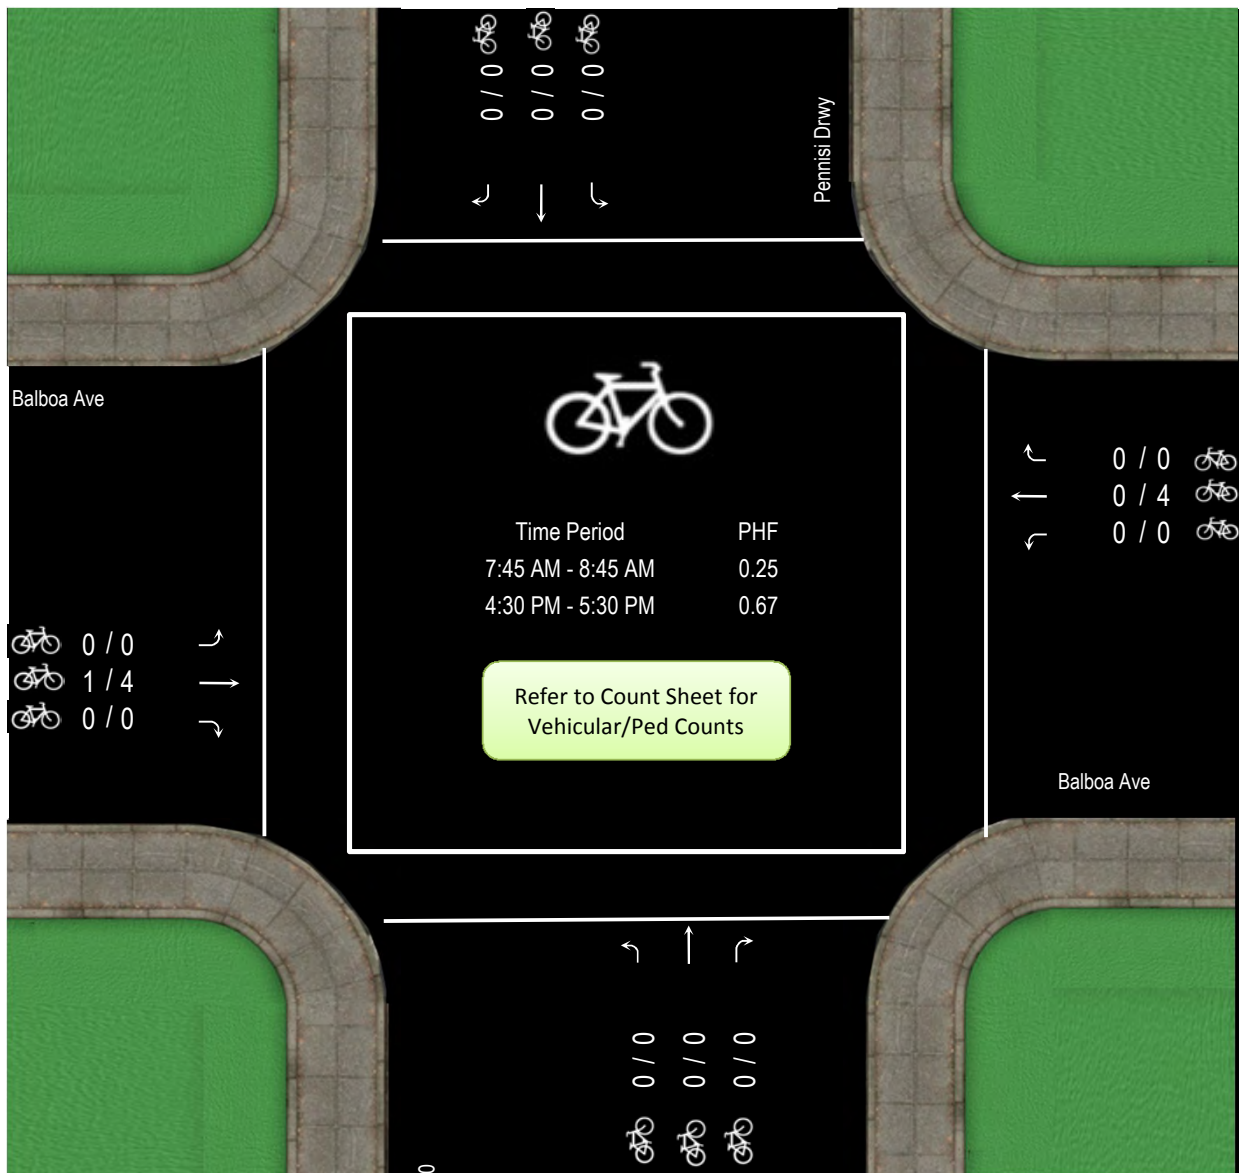 0 / 0
0 / 0
0 / 0
Pennisi Drwy
Balboa Ave
0 / 0
0 / 4
0 / 0
Time Period PHF
7:45 AM - 8:45 AM 0.25
4:30 PM - 5:30 PM 0.67
0 / 0
1 / 4
0 / 0
Refer to Count Sheet for
Vehicular/Ped Counts
Balboa Ave
0 / 0
0 / 0
0 / 0
0